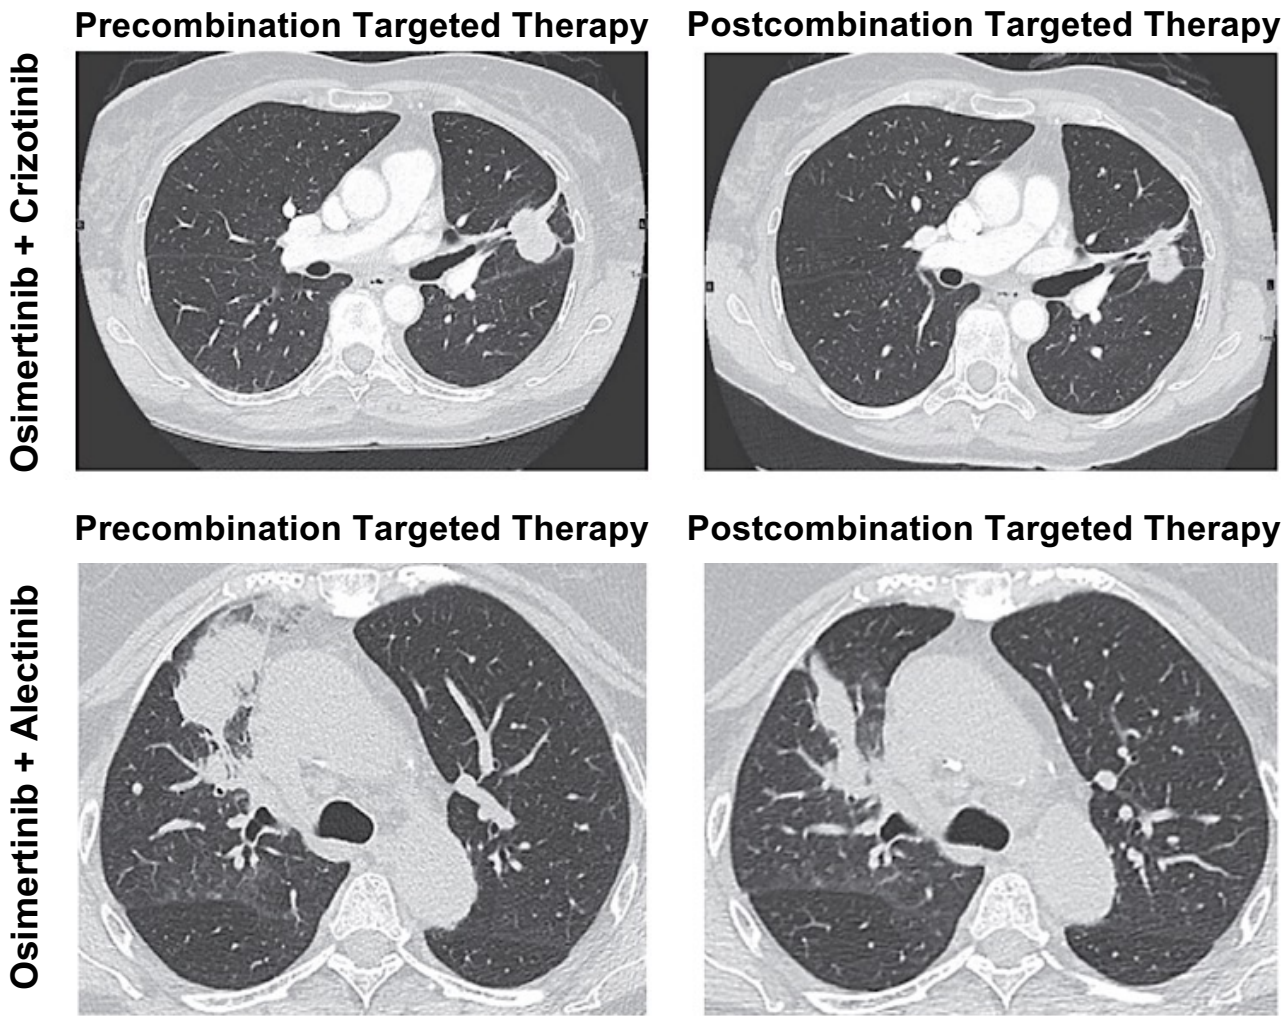 Precombination Targeted Therapy
Postcombination Targeted Therapy
Osimertinib + Crizotinib
Precombination Targeted Therapy
Postcombination Targeted Therapy
Osimertinib + Alectinib